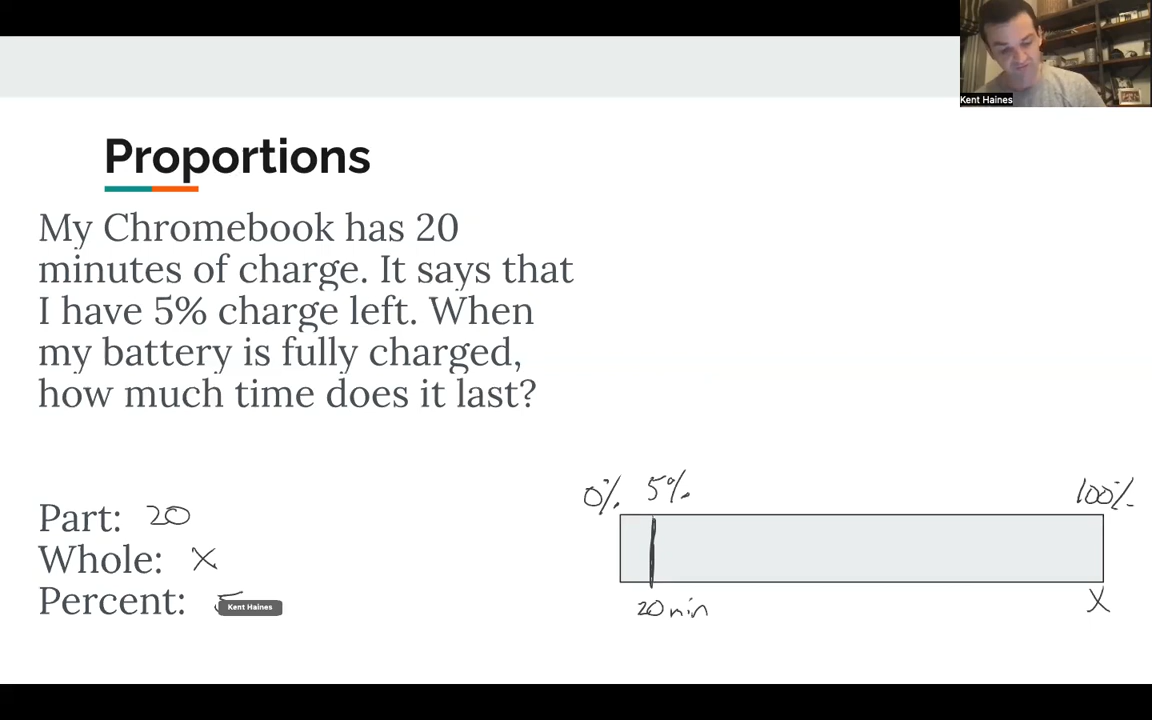 Kent Haines
Proportions
My Chromebook has 20
minutes of charge. It says that
I have 5% charge left. When
my battery is fully charged,
how much time does it last?
0% 5% 100%
Part: 20
Whole: x
Percent:
Kent Haines
20 min x